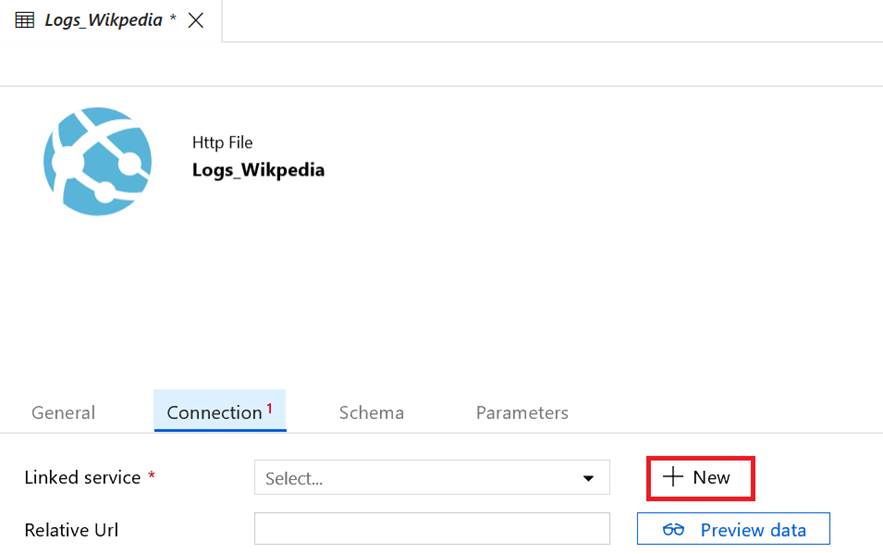 Logs_Wikpedia *
Http File
Logs_Wikpedia
General Connection 1 Schema Parameters
Linked service * Select... New
Relative Url Preview data